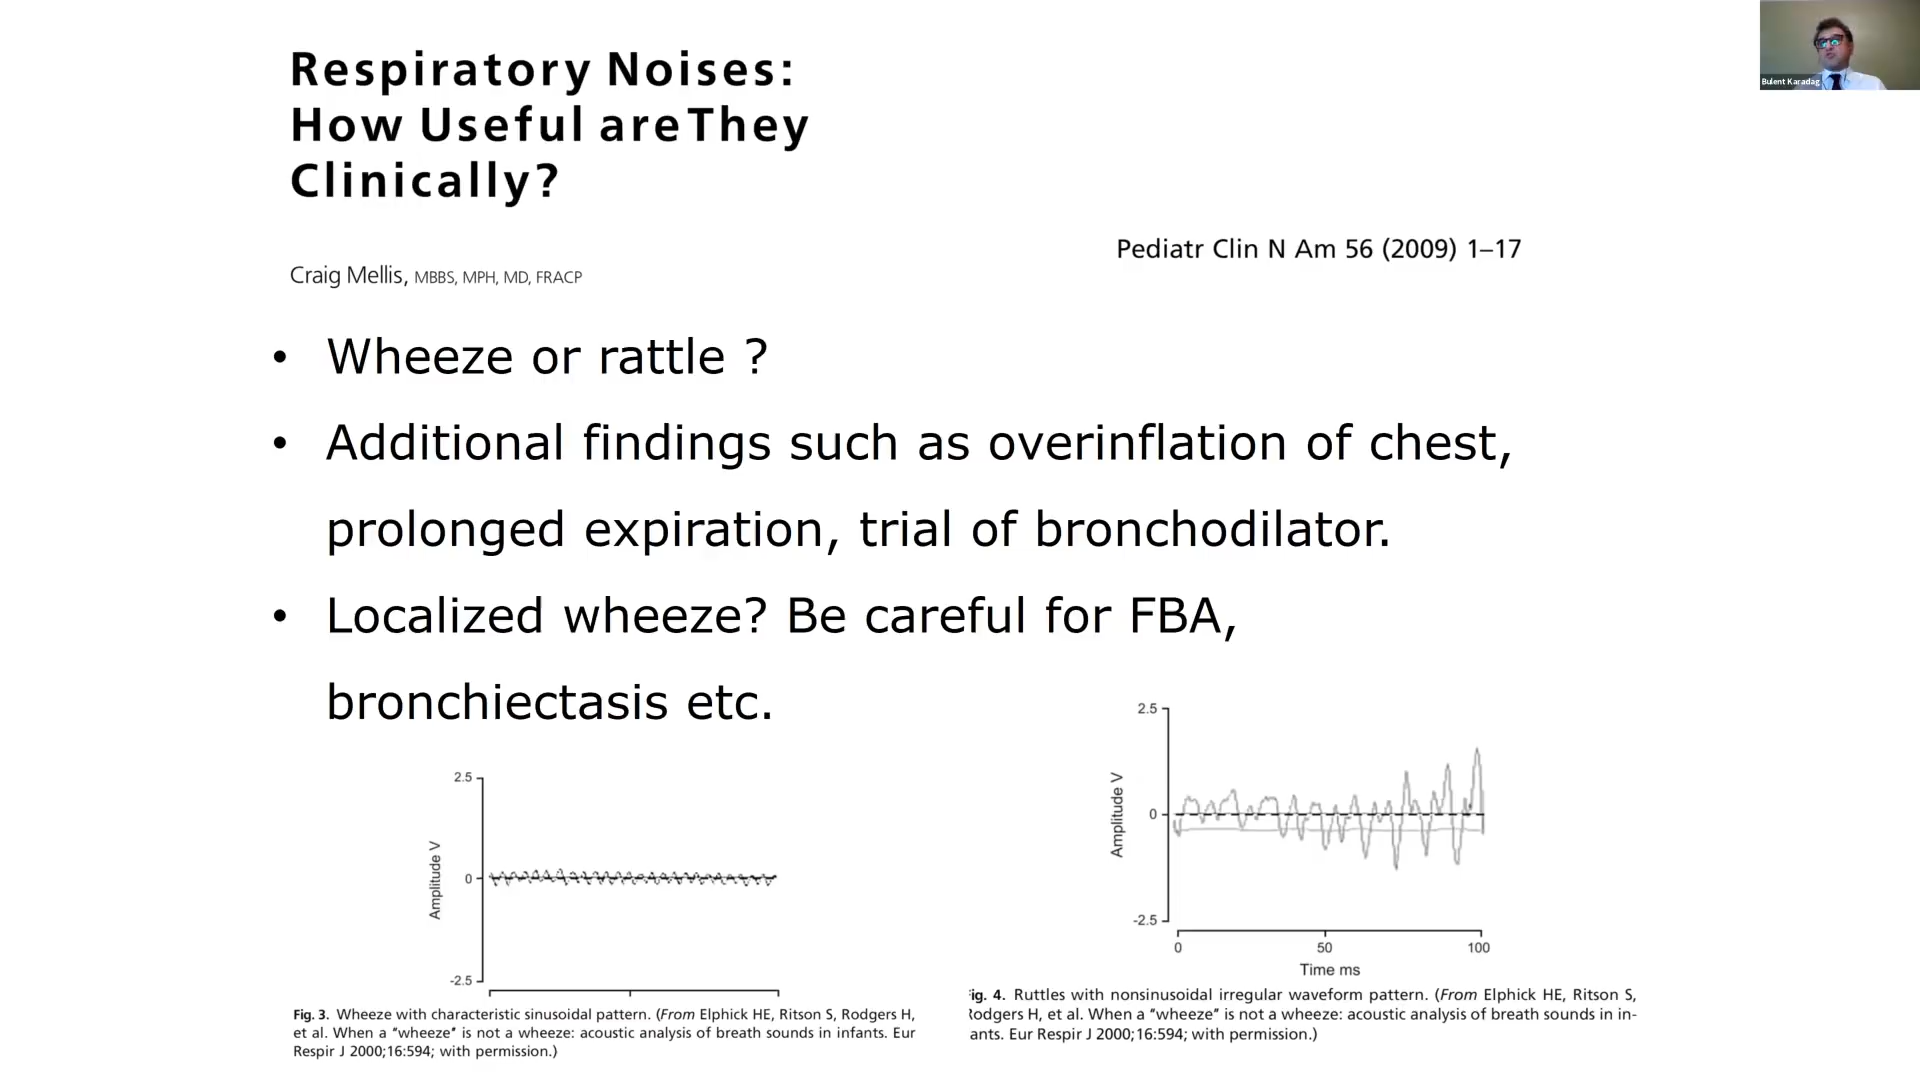 Respiratory Noises:
How Useful are They
Clinically?
Bulent Karadag
Pediatr Clin N Am 56 (2009) 1–17
Craig Mellis, MBBS, MPH, MD, FRACP
• Wheeze or rattle ?
• Additional findings such as overinflation of chest,
prolonged expiration, trial of bronchodilator.
• Localized wheeze? Be careful for FBA,
bronchiectasis etc.
2.5
0
-2.5
Amplitude V
Fig. 3. Wheeze with characteristic sinusoidal pattern. (From Elphick HE, Ritson S, Rodgers H,
et al. When a "wheeze" is not a wheeze: acoustic analysis of breath sounds in infants. Eur
Respir J 2000;16:594; with permission.)
2.5
0
-2.5
Amplitude V
0 50 100
Time ms
ig. 4. Ruttles with nonsinusoidal irregular waveform pattern. (From Elphick HE, Ritson S,
Rodgers H, et al. When a "wheeze" is not a wheeze: acoustic analysis of breath sounds in in-
ants. Eur Respir J 2000;16:594; with permission.)